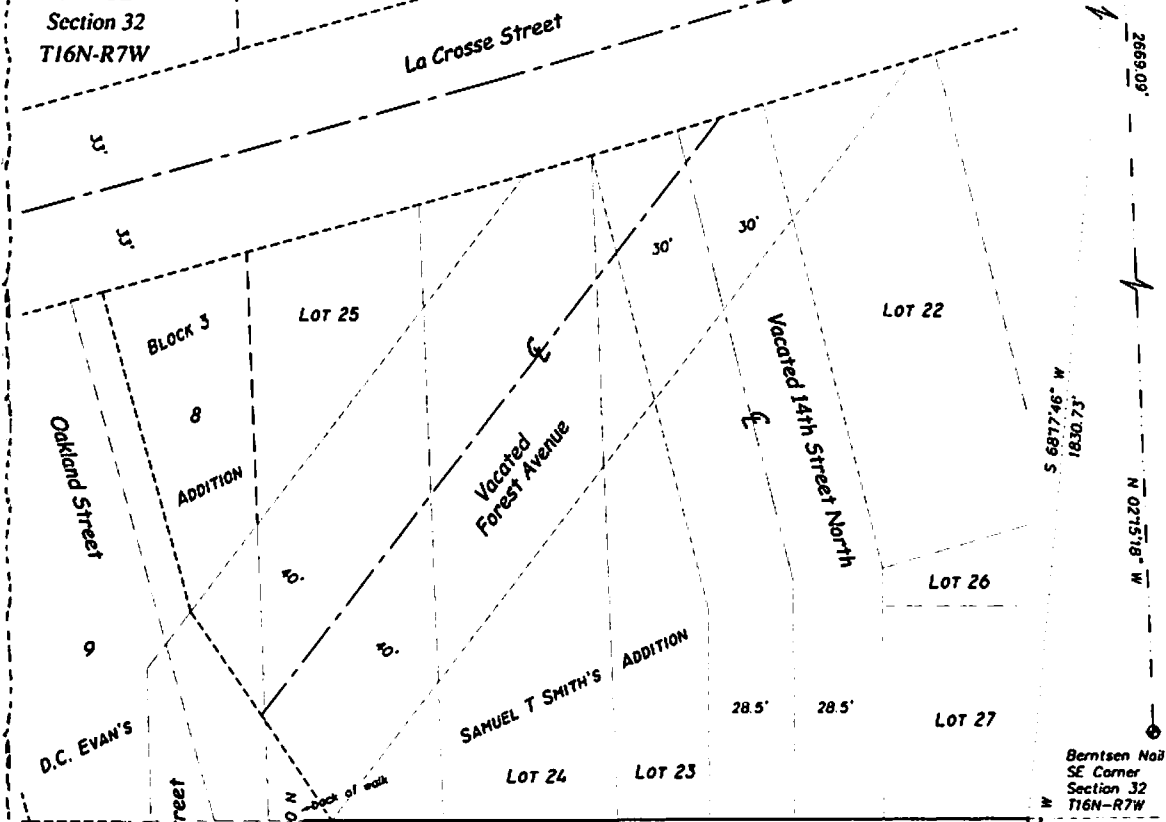 Section 32
T16N-R7W
La Crosse Street
2669.09'
33'
33'
30'
30'
BLOCK 3
LOT 25
LOT 22
8
ADDITION
Oakland Street
℄
Vacated
Forest Avenue
℄
Vacated 14th Street North
S 68°17'46" W
1830.73'
N 02°15'18" W
40.
40.
LOT 26
9
D.C. EVAN'S
SAMUEL T SMITH'S ADDITION
28.5'
28.5'
LOT 27
LOT 24
LOT 23
back of walk
reet
O N
W
Berntsen Nail
SE Corner
Section 32
T16N-R7W